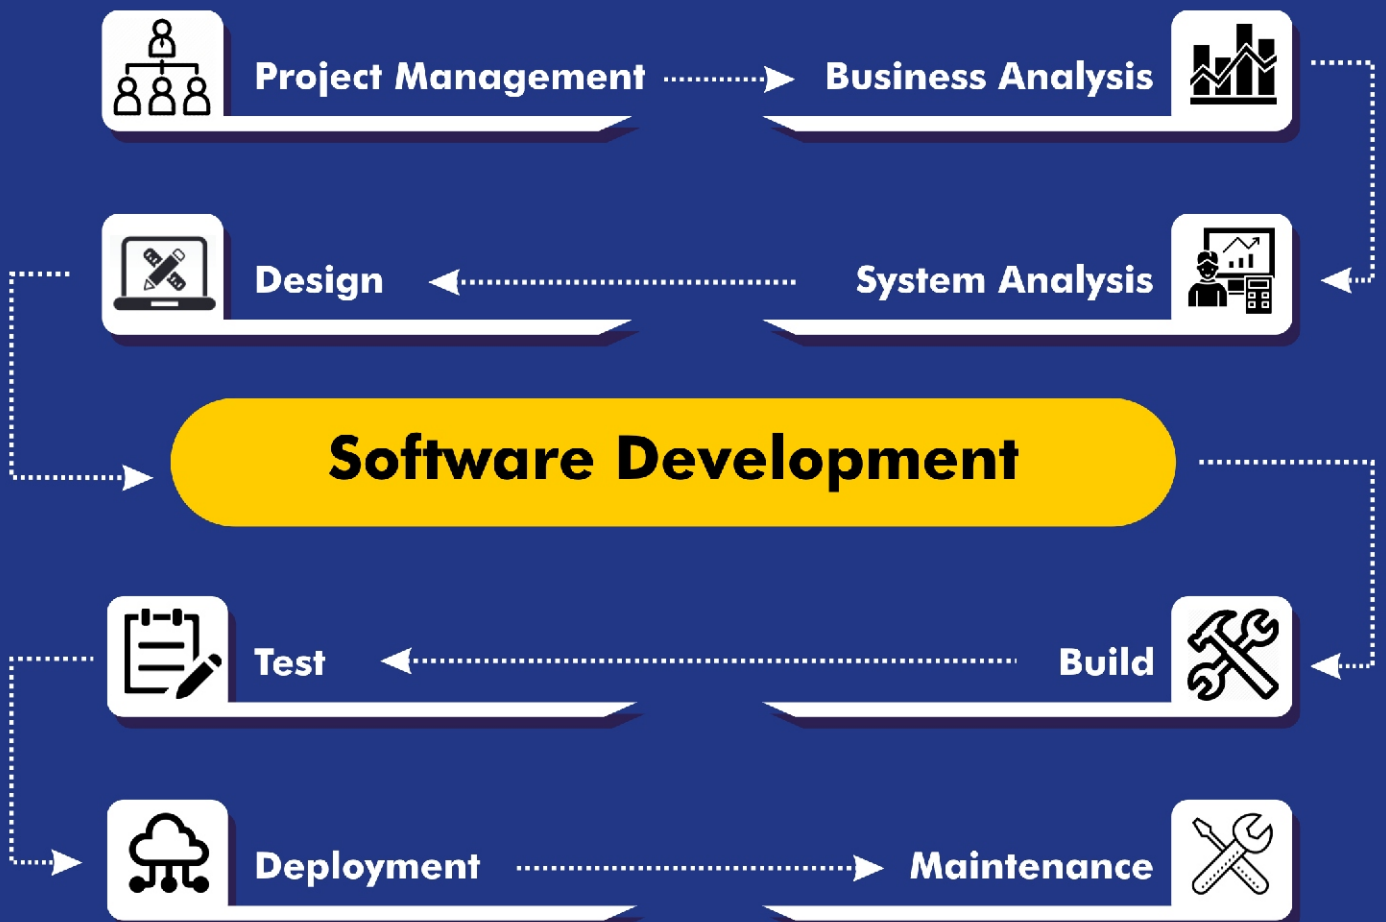 Project Management
Business Analysis
Design
System Analysis
Software Development
Test
Build
Deployment
Maintenance